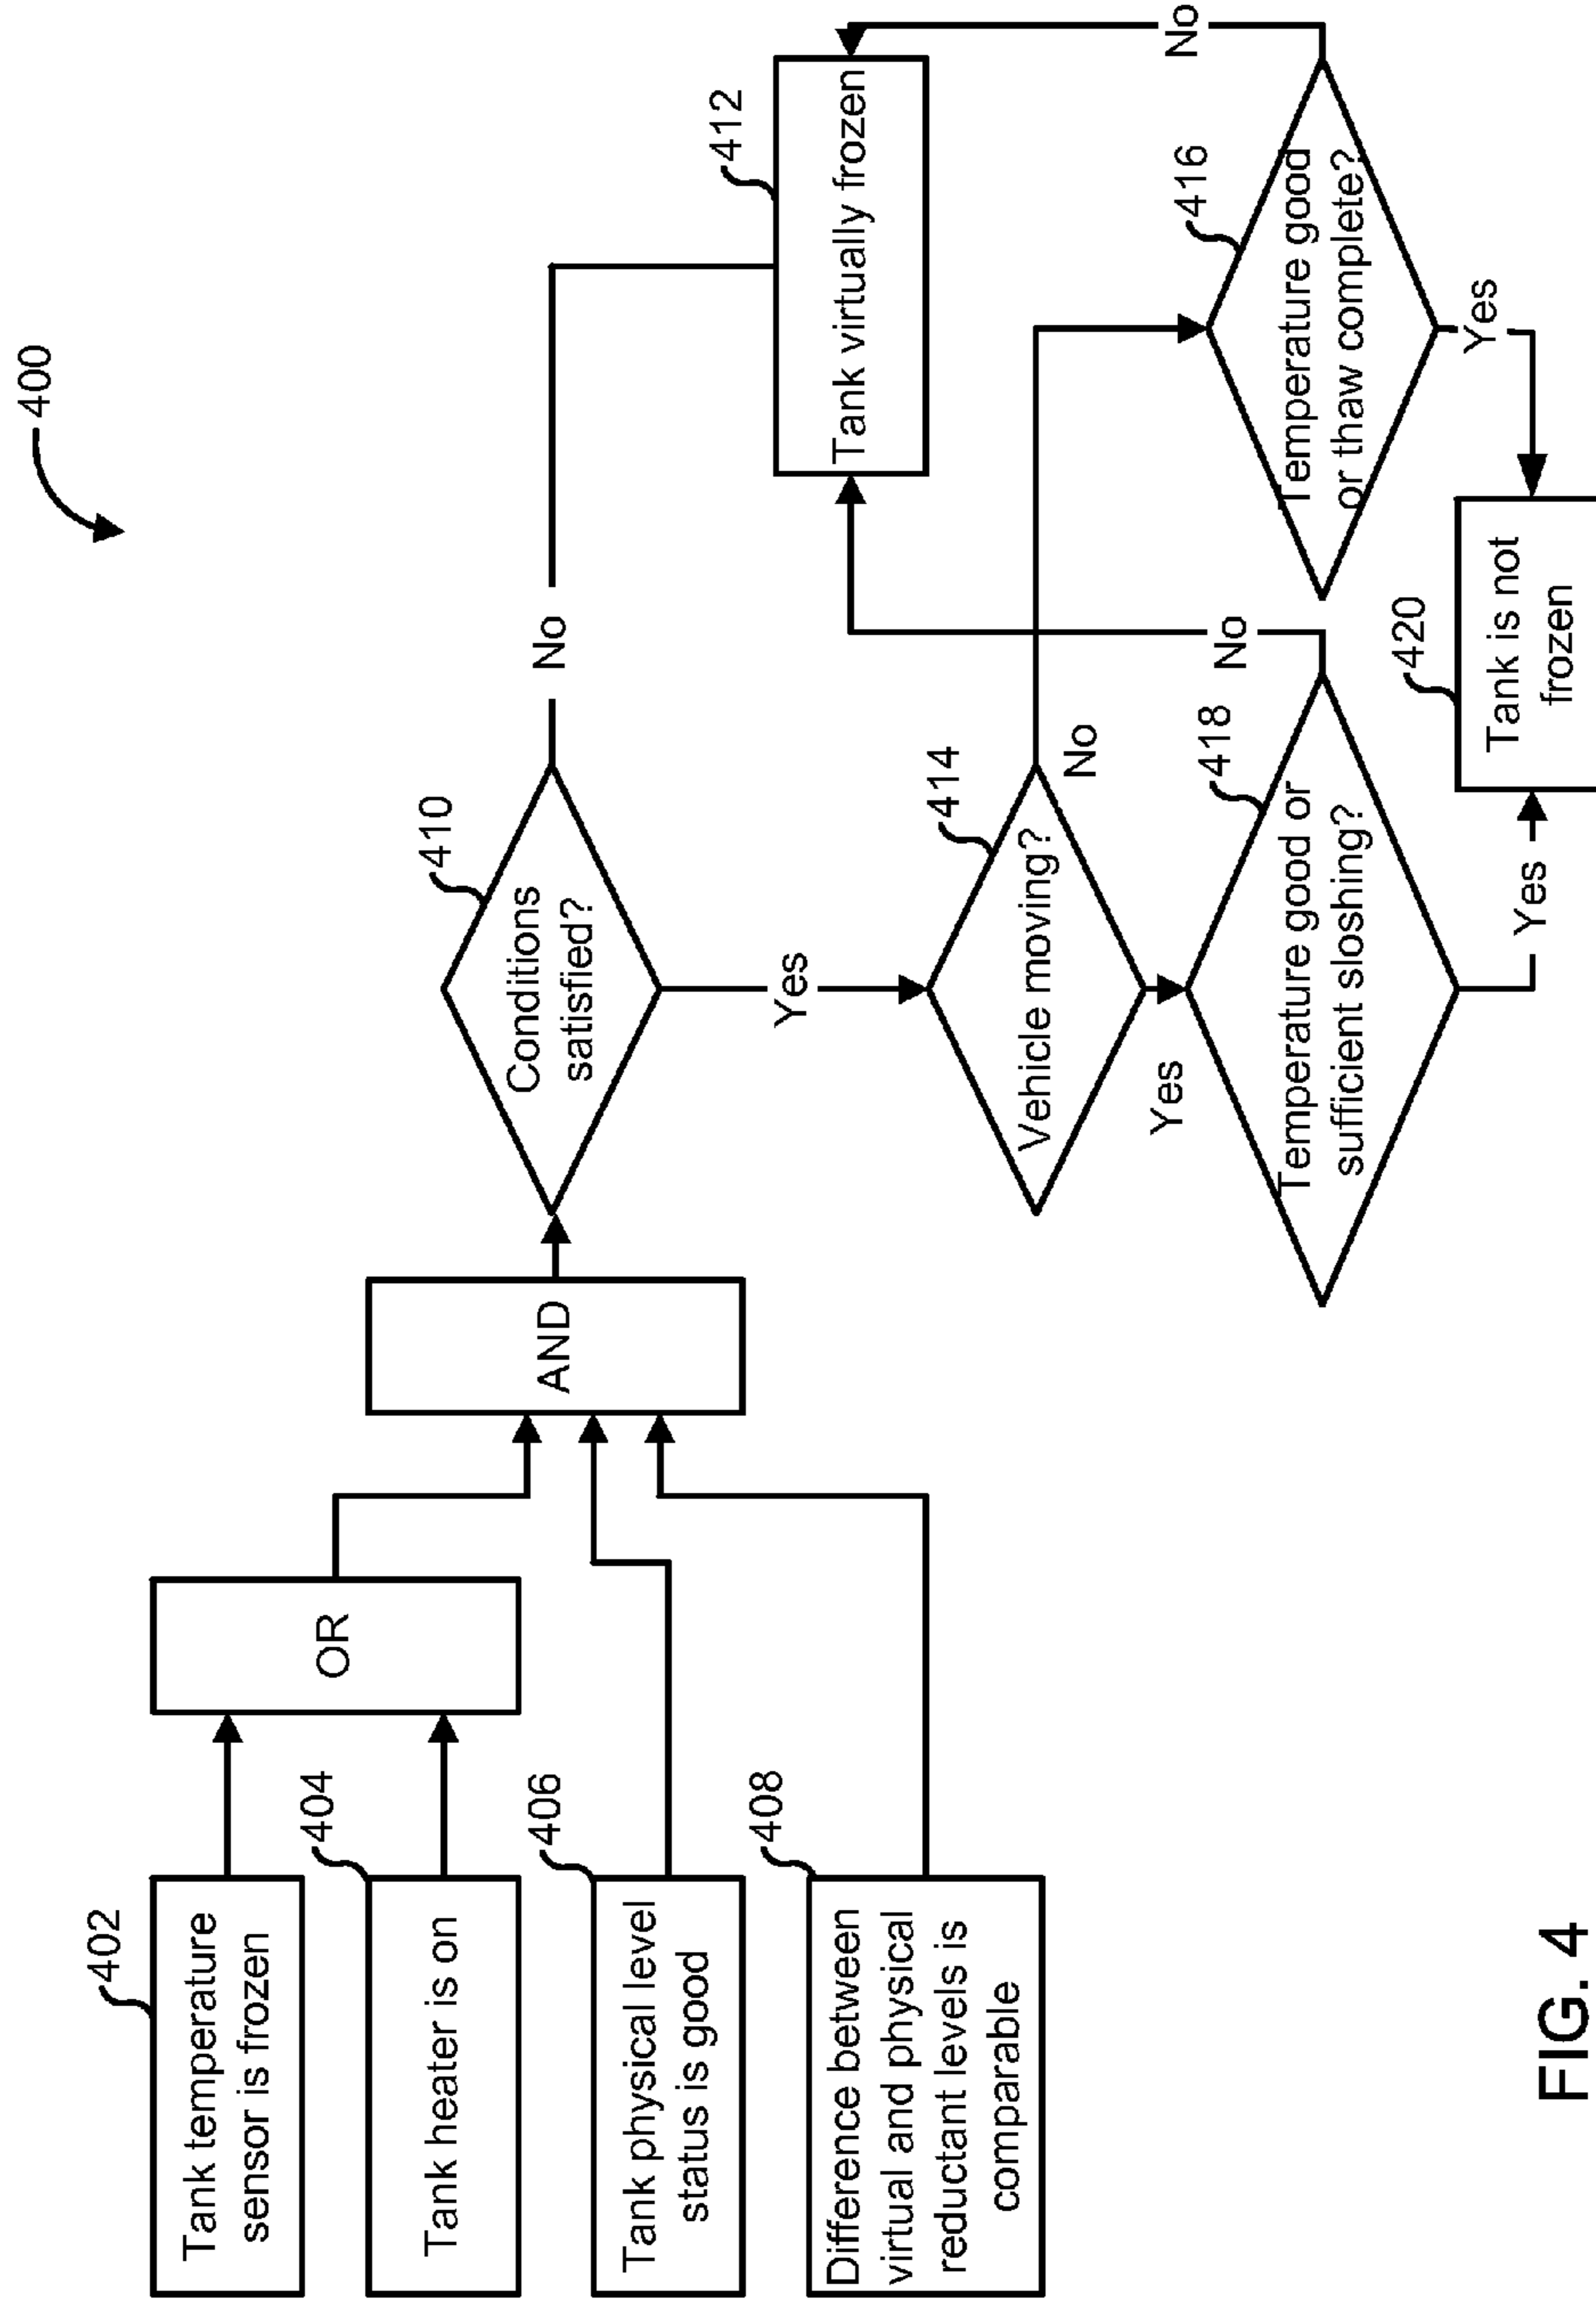 400
402
Tank temperature
sensor is frozen
404
Tank heater is on
406
Tank physical level
status is good
408
Difference between
virtual and physical
reductant levels is
comparable
OR
AND
410
Conditions
satisfied?
No
Yes
412
Tank virtually frozen
414
Vehicle moving?
No
Yes
416
Temperature good
or thaw complete?
No
Yes
418
Temperature good or
sufficient sloshing?
No
Yes
420
Tank is not
frozen
FIG. 4